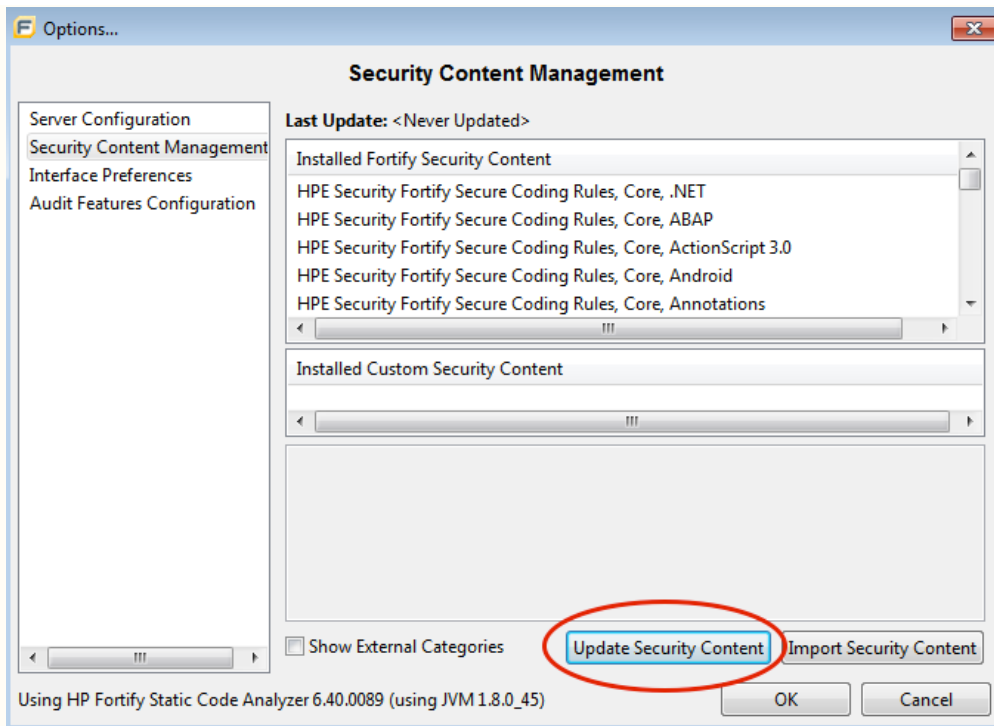 Options...
Security Content Management
Server Configuration
Security Content Management
Interface Preferences
Audit Features Configuration
Last Update: <Never Updated>
Installed Fortify Security Content
HPE Security Fortify Secure Coding Rules, Core, .NET
HPE Security Fortify Secure Coding Rules, Core, ABAP
HPE Security Fortify Secure Coding Rules, Core, ActionScript 3.0
HPE Security Fortify Secure Coding Rules, Core, Android
HPE Security Fortify Secure Coding Rules, Core, Annotations
Installed Custom Security Content
Show External Categories
Update Security Content
Import Security Content
Using HP Fortify Static Code Analyzer 6.40.0089 (using JVM 1.8.0_45)
OK
Cancel